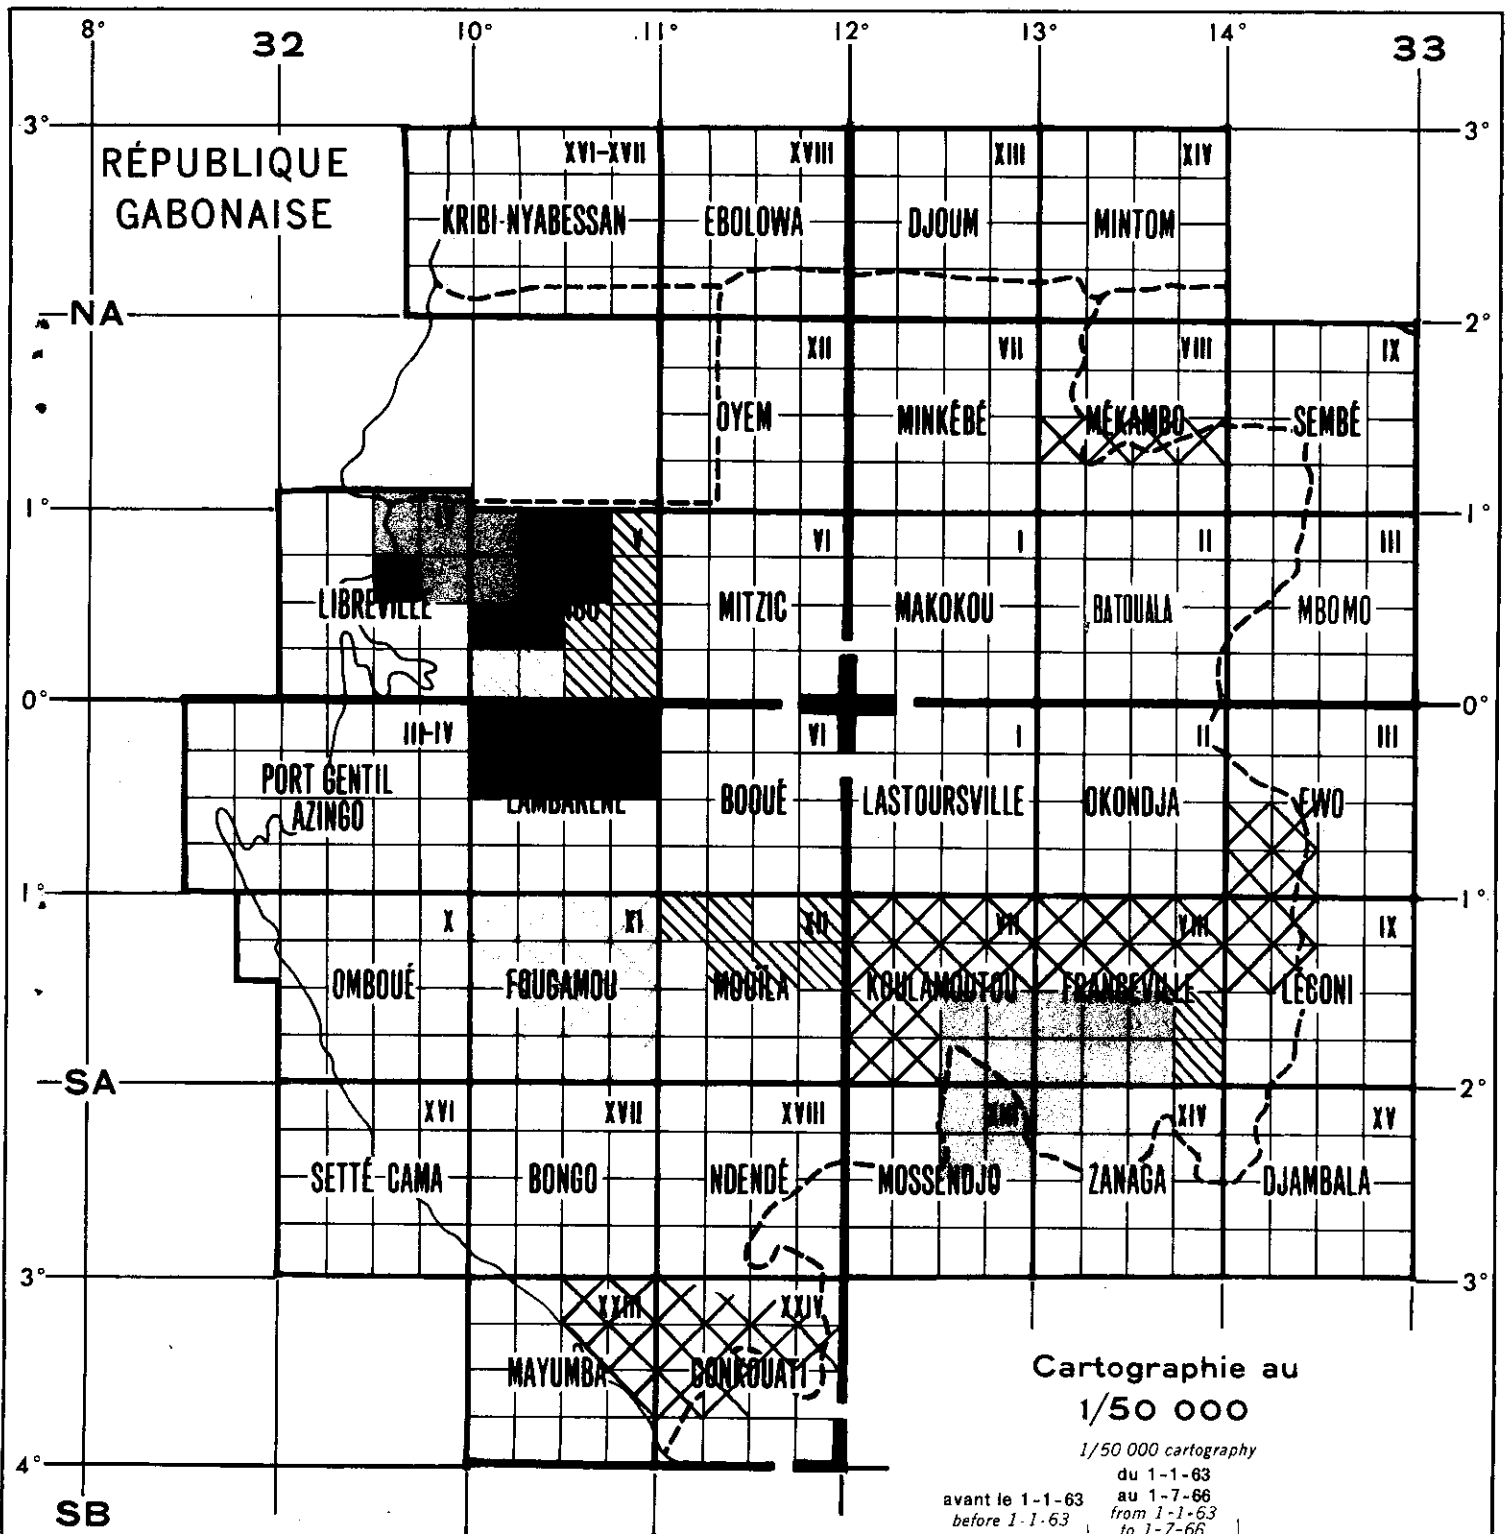 8° 10° 11° 12° 13° 14°
32 33
3° 3°
RÉPUBLIQUE
GABONAISE
XVI-XVII XVIII XIII XIV
KRIBI-NYABESSAN EBOLOWA DJOUM MINTOM
NA 2°
XII VII VIII IX
OYEM MINKÉBÉ MÉKAMBO SEMBÉ
1° 1°
IV V VI I II III
LIBREVILLE MITZIC MAKOKOU BATOUALA MBOMO
0° 0°
III-IV VI I II III
PORT GENTIL
AZINGO
LAMBARÉNÉ BOOUÉ LASTOURSVILLE OKONDJA EWO
1° 1°
X XI XII VII VIII IX
OMBOUÉ FOUGAMOU MOUÏLA KOULAMOUTOU FRANCEVILLE LÉCONI
SA 2°
XVI XVII XVIII XIII XIV XV
SETTÉ-CAMA BONGO NDENDÉ MOSSENDJO ZANAGA DJAMBALA
3° 3°
XXIII XXIV
MAYUMBA CONKOUATI
4°
SB
Cartographie au
1/50 000
1/50 000 cartography
du 1-1-63
avant le 1-1-63 au 1-7-66
before 1-1-63 from 1-1-63
to 1-7-66